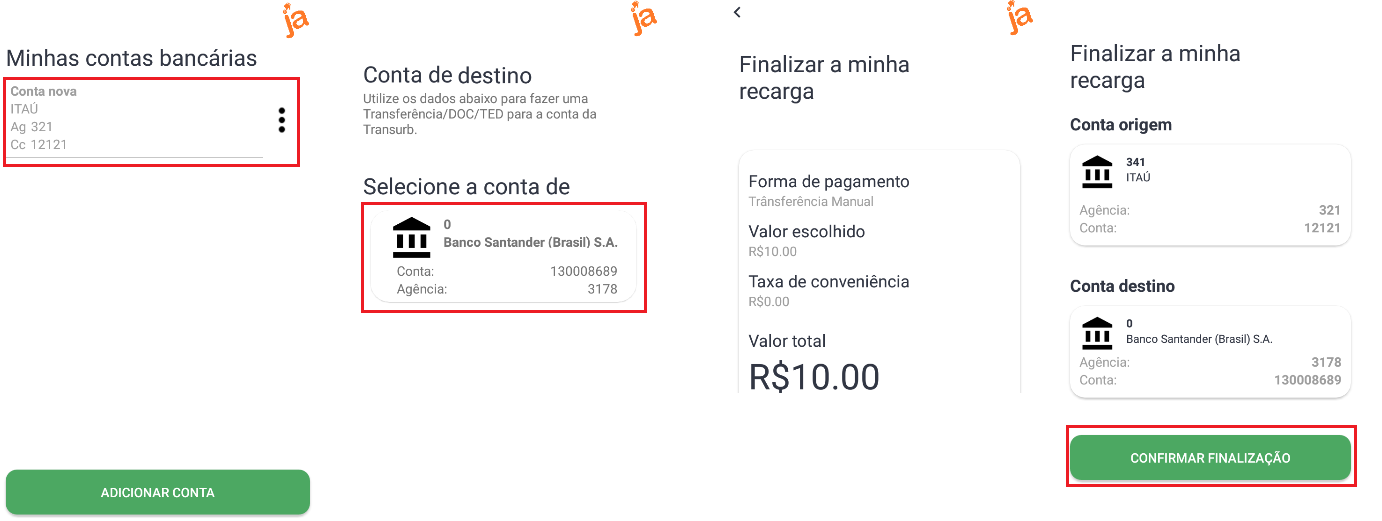 ja
Minhas contas bancárias
Conta nova
ITAÚ
Ag 321
Cc 12121
ADICIONAR CONTA
ja
Conta de destino
Utilize os dados abaixo para fazer uma
Transferência/DOC/TED para a conta da
Transurb.
Selecione a conta de
0
Banco Santander (Brasil) S.A.
Conta: 130008689
Agência: 3178
ja
Finalizar a minha
recarga
Forma de pagamento
Trânsferência Manual
Valor escolhido
R$10.00
Taxa de conveniência
R$0.00
Valor total
R$10.00
Finalizar a minha
recarga
Conta origem
341
ITAÚ
Agência: 321
Conta: 12121
Conta destino
0
Banco Santander (Brasil) S.A.
Agência: 3178
Conta: 130008689
CONFIRMAR FINALIZAÇÃO